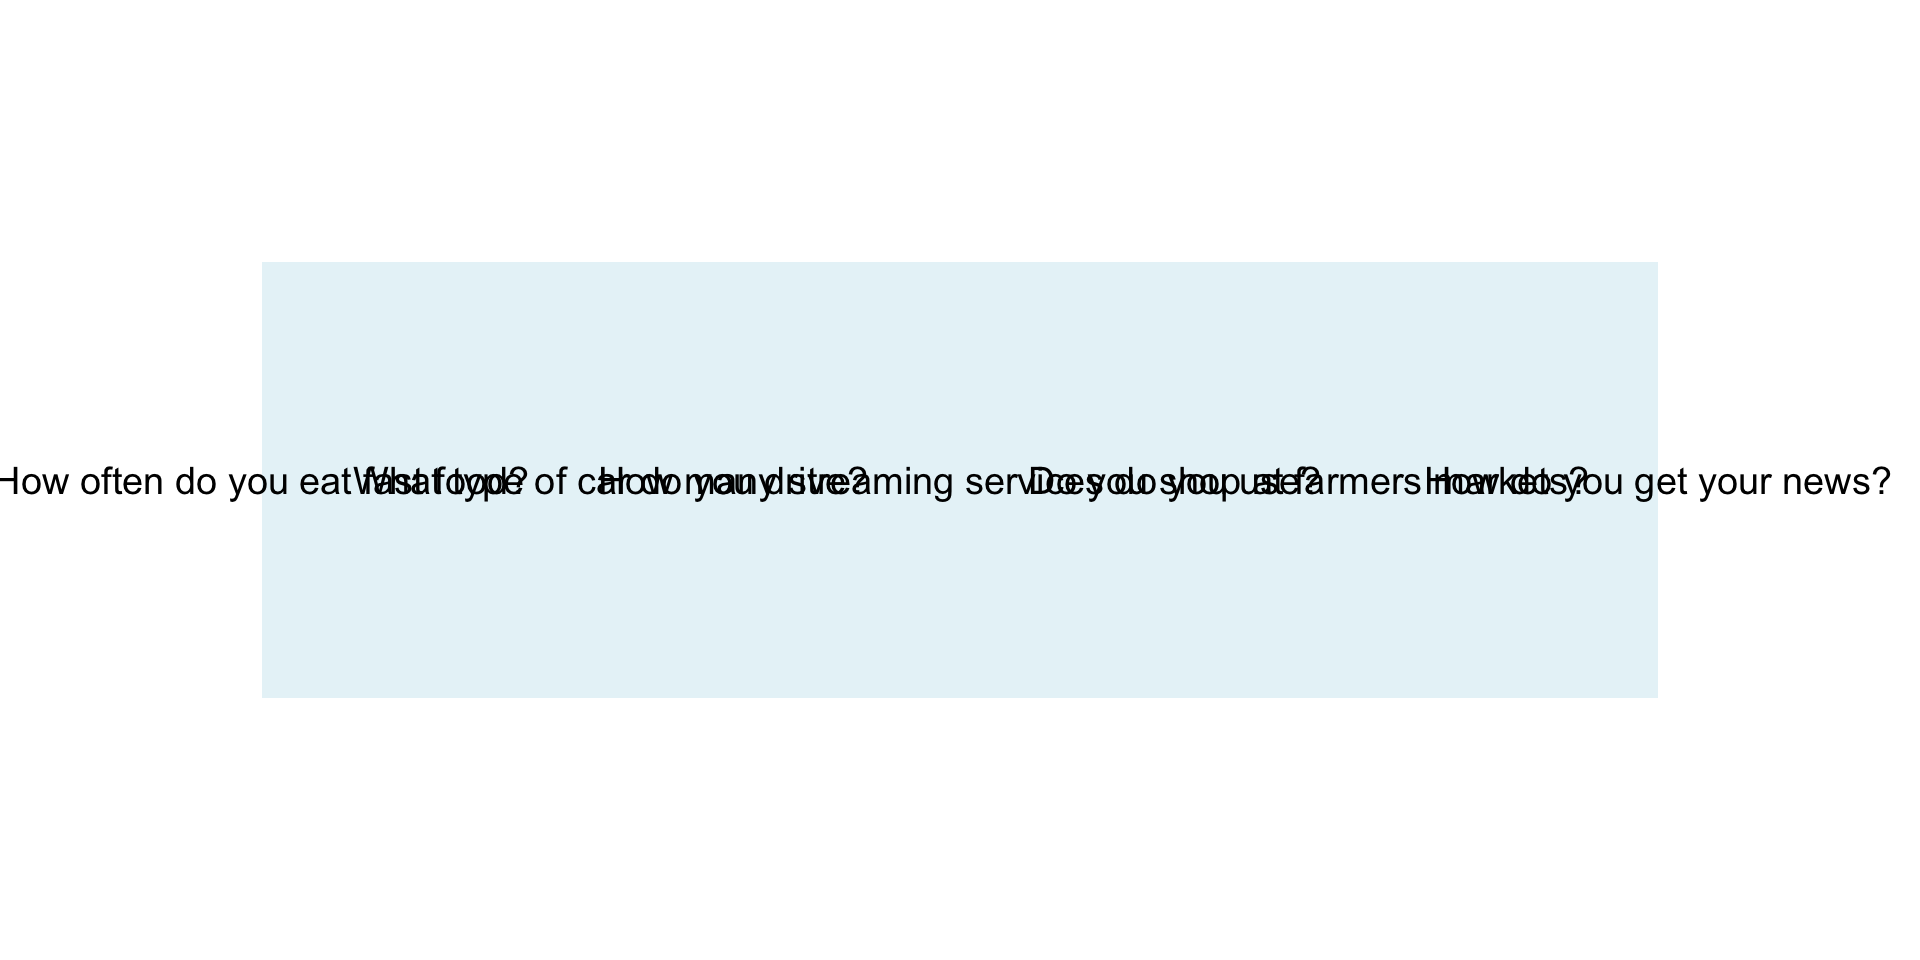 How often do you eat fast food?
What type of car do you drive?
How many streaming services do you use?
Do you shop at farmers markets?
How do you get your news?